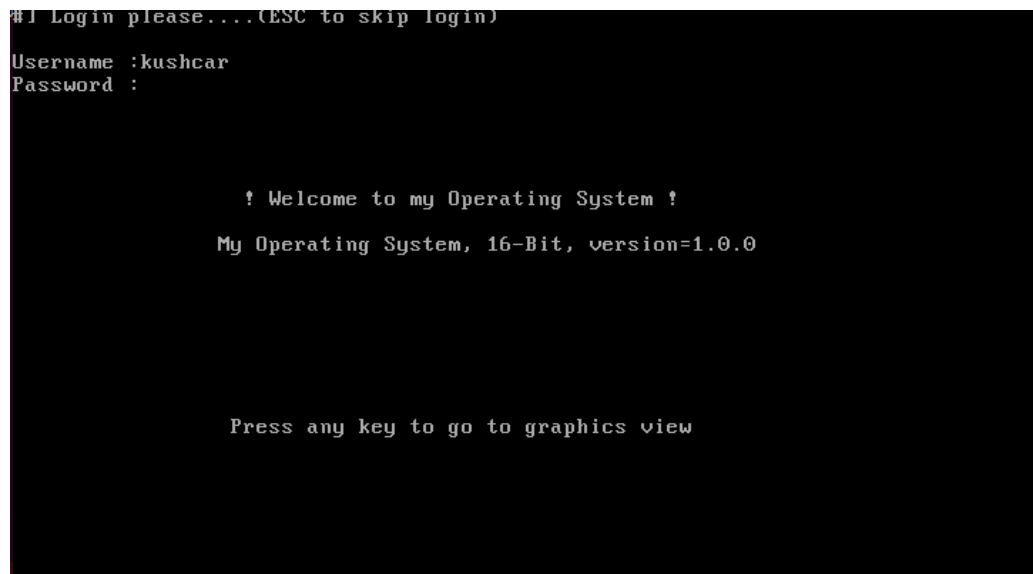 #] Login please....(ESC to skip login)
Username :kushcar
Password :
! Welcome to my Operating System !
My Operating System, 16-Bit, version=1.0.0
Press any key to go to graphics view